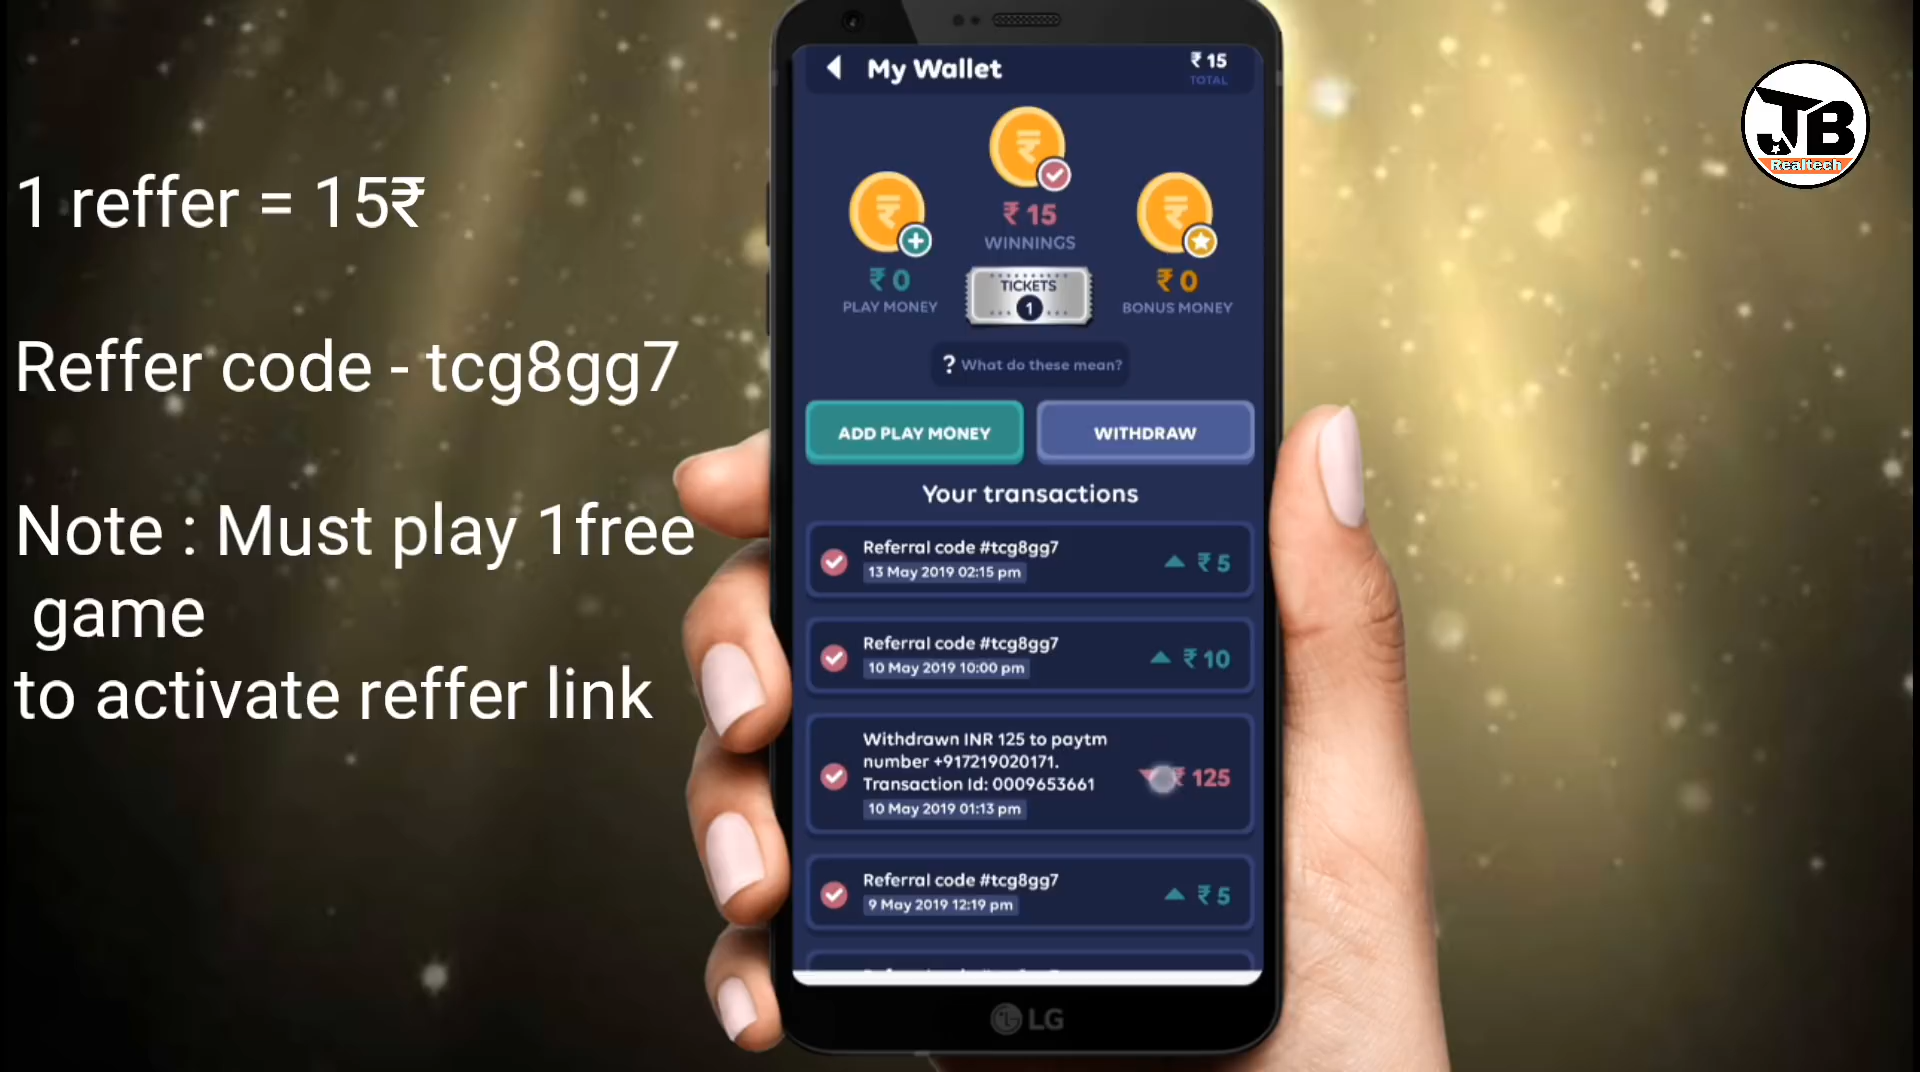 1 reffer = 15₹
Reffer code - tcg8gg7
Note : Must play 1free
game
to activate reffer link
My Wallet
₹ 15
TOTAL
₹ 15
WINNINGS
₹ 0
PLAY MONEY
TICKETS
1
₹ 0
BONUS MONEY
? What do these mean?
ADD PLAY MONEY
WITHDRAW
Your transactions
Referral code #tcg8gg7
13 May 2019 02:15 pm
₹ 5
Referral code #tcg8gg7
10 May 2019 10:00 pm
₹ 10
Withdrawn INR 125 to paytm
number +917219020171.
Transaction Id: 0009653661
10 May 2019 01:13 pm
₹ 125
Referral code #tcg8gg7
9 May 2019 12:19 pm
₹ 5
LG
JB
Realtech